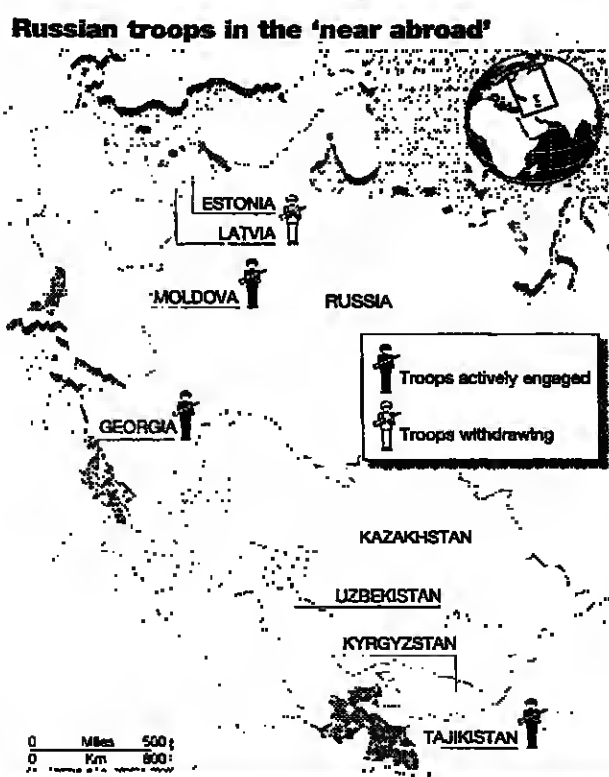 Russian troops in the ‘near abroad’
ESTONIA
LATVIA
MOLDOVA
RUSSIA
Troops actively engaged
GEORGIA
Troops withdrawing
KAZAKHSTAN
UZBEKISTAN
KYRGYZSTAN
TAJIKISTAN
0 Miles 500
0 Km 800